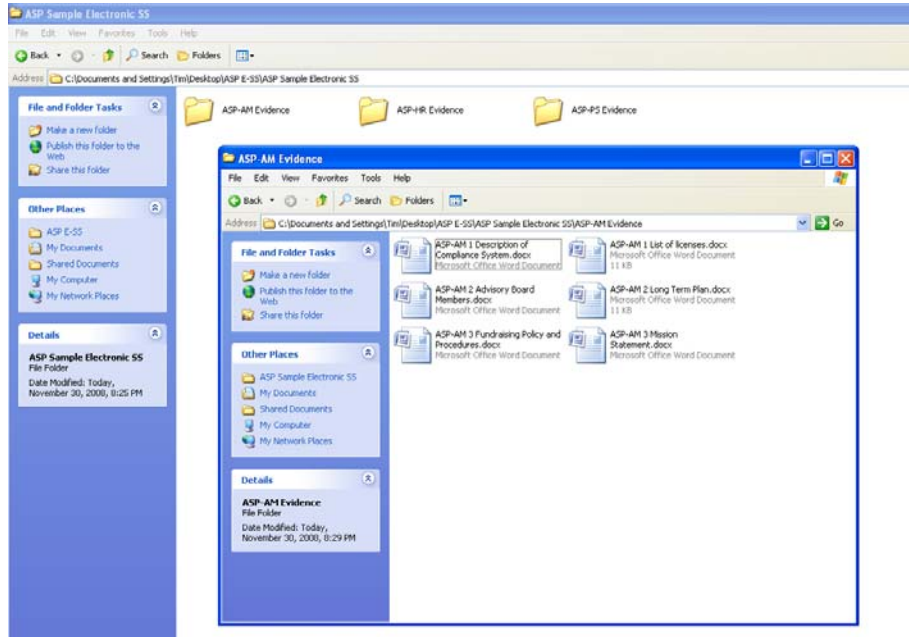 ASP Sample Electronic SS
File Edit View Favorites Tools Help
Back Search Folders
Address C:\Documents and Settings\Tim\Desktop\ASP E-SS\ASP Sample Electronic SS
File and Folder Tasks
Make a new folder
Publish this folder to the
Web
Share this folder
Other Places
ASP E-SS
My Documents
Shared Documents
My Computer
My Network Places
Details
ASP Sample Electronic SS
File Folder
Date Modified: Today,
November 30, 2008, 8:25 PM
ASP-AM Evidence
ASP-HR Evidence
ASP-PS Evidence
ASP-AM Evidence
File Edit View Favorites Tools Help
Back Search Folders
Address C:\Documents and Settings\Tim\Desktop\ASP E-SS\ASP Sample Electronic SS\ASP-AM Evidence Go
File and Folder Tasks
Make a new folder
Publish this folder to the
Web
Share this folder
Other Places
ASP Sample Electronic SS
My Documents
Shared Documents
My Computer
My Network Places
Details
ASP-AM Evidence
File Folder
Date Modified: Today,
November 30, 2008, 8:29 PM
ASP-AM 1 Description of
Compliance System.docx
Microsoft Office Word Document
ASP-AM 1 List of licenses.docx
Microsoft Office Word Document
11 KB
ASP-AM 2 Advisory Board
Members.docx
Microsoft Office Word Document
ASP-AM 2 Long Term Plan.docx
Microsoft Office Word Document
11 KB
ASP-AM 3 Fundraising Policy and
Procedures.docx
Microsoft Office Word Document
ASP-AM 3 Mission
Statement.docx
Microsoft Office Word Document